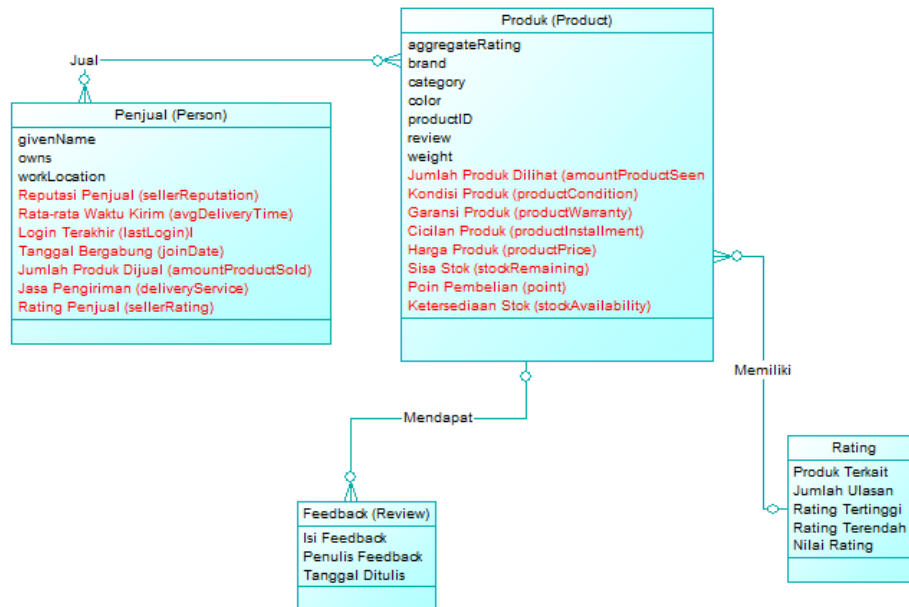 Produk (Product)
aggregateRating
brand
category
color
productID
review
weight
Jumlah Produk Dilihat (amountProductSeen
Kondisi Produk (productCondition)
Garansi Produk (productWarranty)
Cicilan Produk (productInstallment)
Harga Produk (productPrice)
Sisa Stok (stockRemaining)
Poin Pembelian (point)
Ketersediaan Stok (stockAvailability)
Jual
Penjual (Person)
givenName
owns
workLocation
Reputasi Penjual (sellerReputation)
Rata-rata Waktu Kirim (avgDeliveryTime)
Login Terakhir (lastLogin)l
Tanggal Bergabung (joinDate)
Jumlah Produk Dijual (amountProductSold)
Jasa Pengiriman (deliveryService)
Rating Penjual (sellerRating)
Memiliki
Mendapat
Rating
Produk Terkait
Jumlah Ulasan
Rating Tertinggi
Rating Terendah
Nilai Rating
Feedback (Review)
Isi Feedback
Penulis Feedback
Tanggal Ditulis